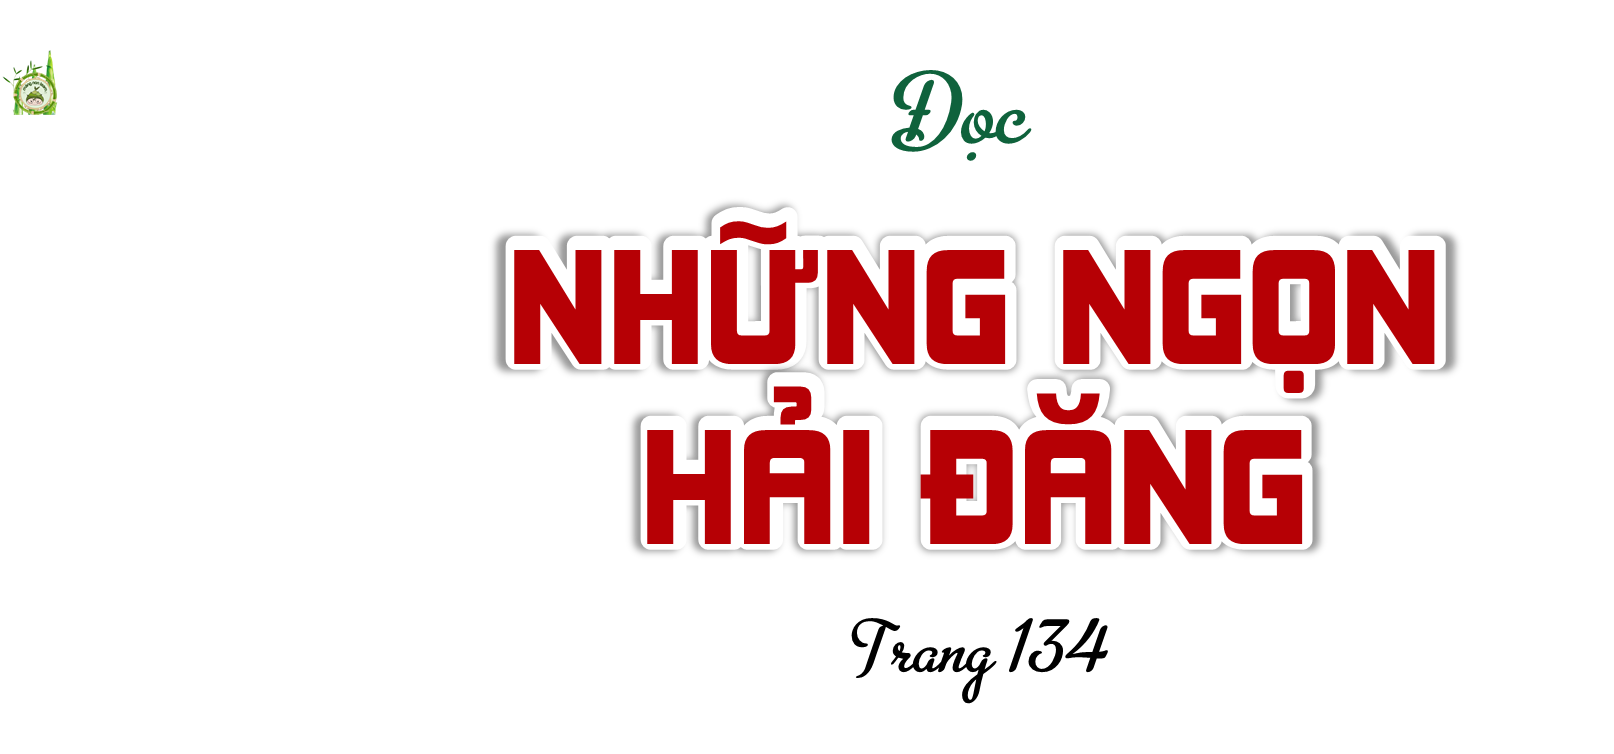 Đọc
NHỮNG NGỌN
HẢI ĐĂNG
Trang 134